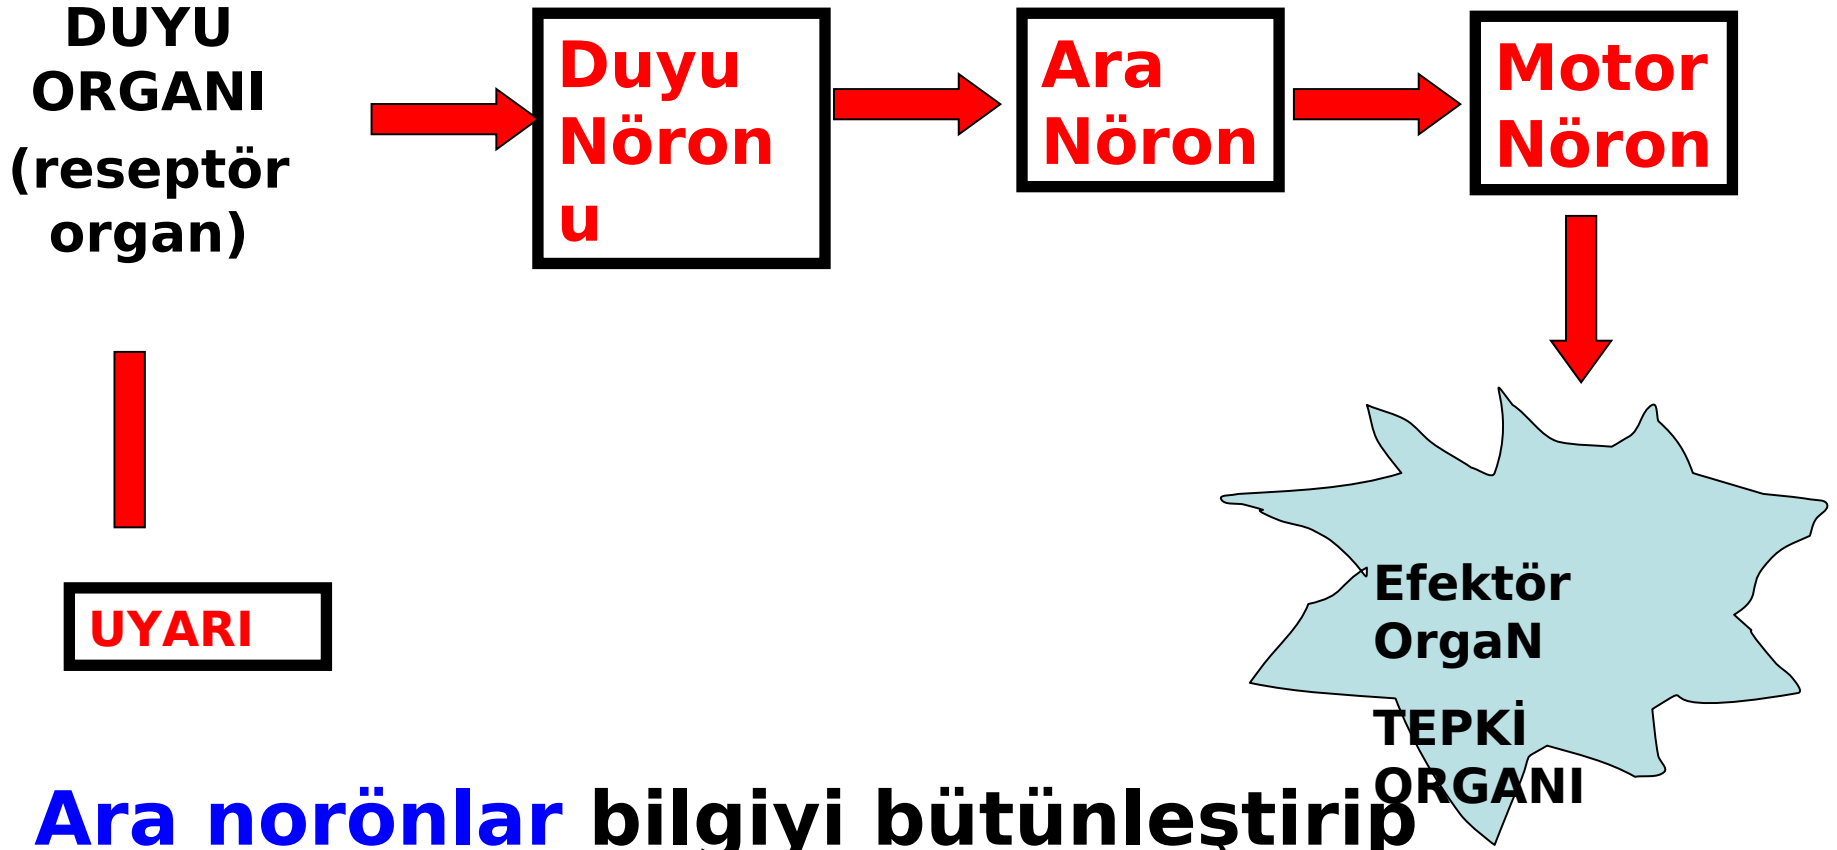 DUYU
ORGANI
(reseptör
organ)
Duyu
Nöron
u
Ara
Nöron
Motor
Nöron
UYARI
Efektör
OrgaN
TEPKİ
ORGANI
Ara norönlar bilgiyi bütünleştirip